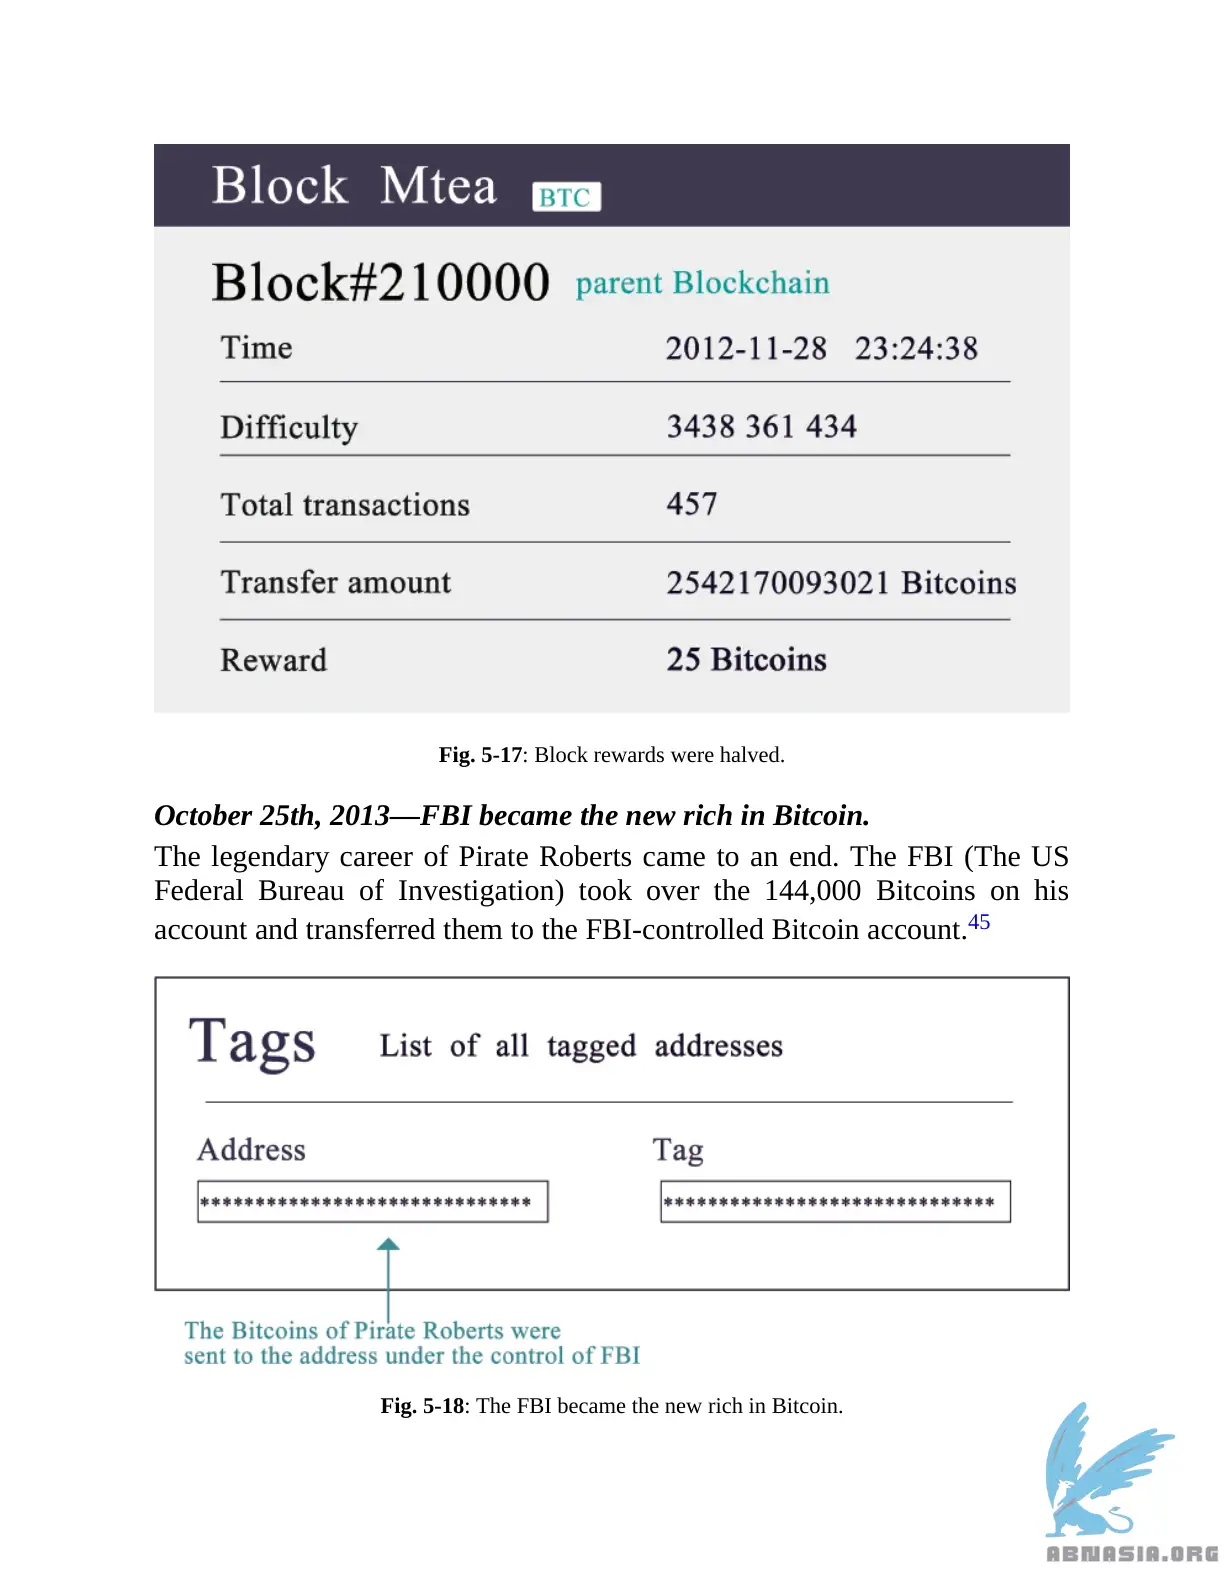 Block Mtea BTC
Block#210000 parent Blockchain
Time 2012-11-28 23:24:38
Difficulty 3438 361 434
Total transactions 457
Transfer amount 2542170093021 Bitcoins
Reward 25 Bitcoins
Fig. 5-17: Block rewards were halved.
October 25th, 2013—FBI became the new rich in Bitcoin.
The legendary career of Pirate Roberts came to an end. The FBI (The US
Federal Bureau of Investigation) took over the 144,000 Bitcoins on his
account and transferred them to the FBI-controlled Bitcoin account.45
Tags List of all tagged addresses
Address Tag
****************************** ******************************
The Bitcoins of Pirate Roberts were
sent to the address under the control of FBI
Fig. 5-18: The FBI became the new rich in Bitcoin.
ABNASIA.ORG